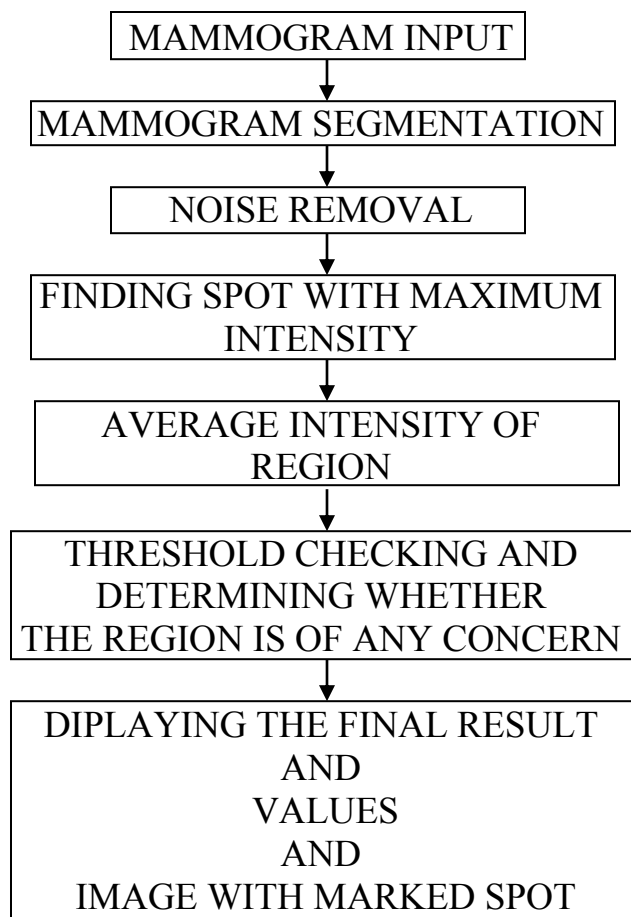 MAMMOGRAM INPUT
MAMMOGRAM SEGMENTATION
NOISE REMOVAL
FINDING SPOT WITH MAXIMUM
INTENSITY
AVERAGE INTENSITY OF
REGION
THRESHOLD CHECKING AND
DETERMINING WHETHER
THE REGION IS OF ANY CONCERN
DIPLAYING THE FINAL RESULT
AND
VALUES
AND
IMAGE WITH MARKED SPOT